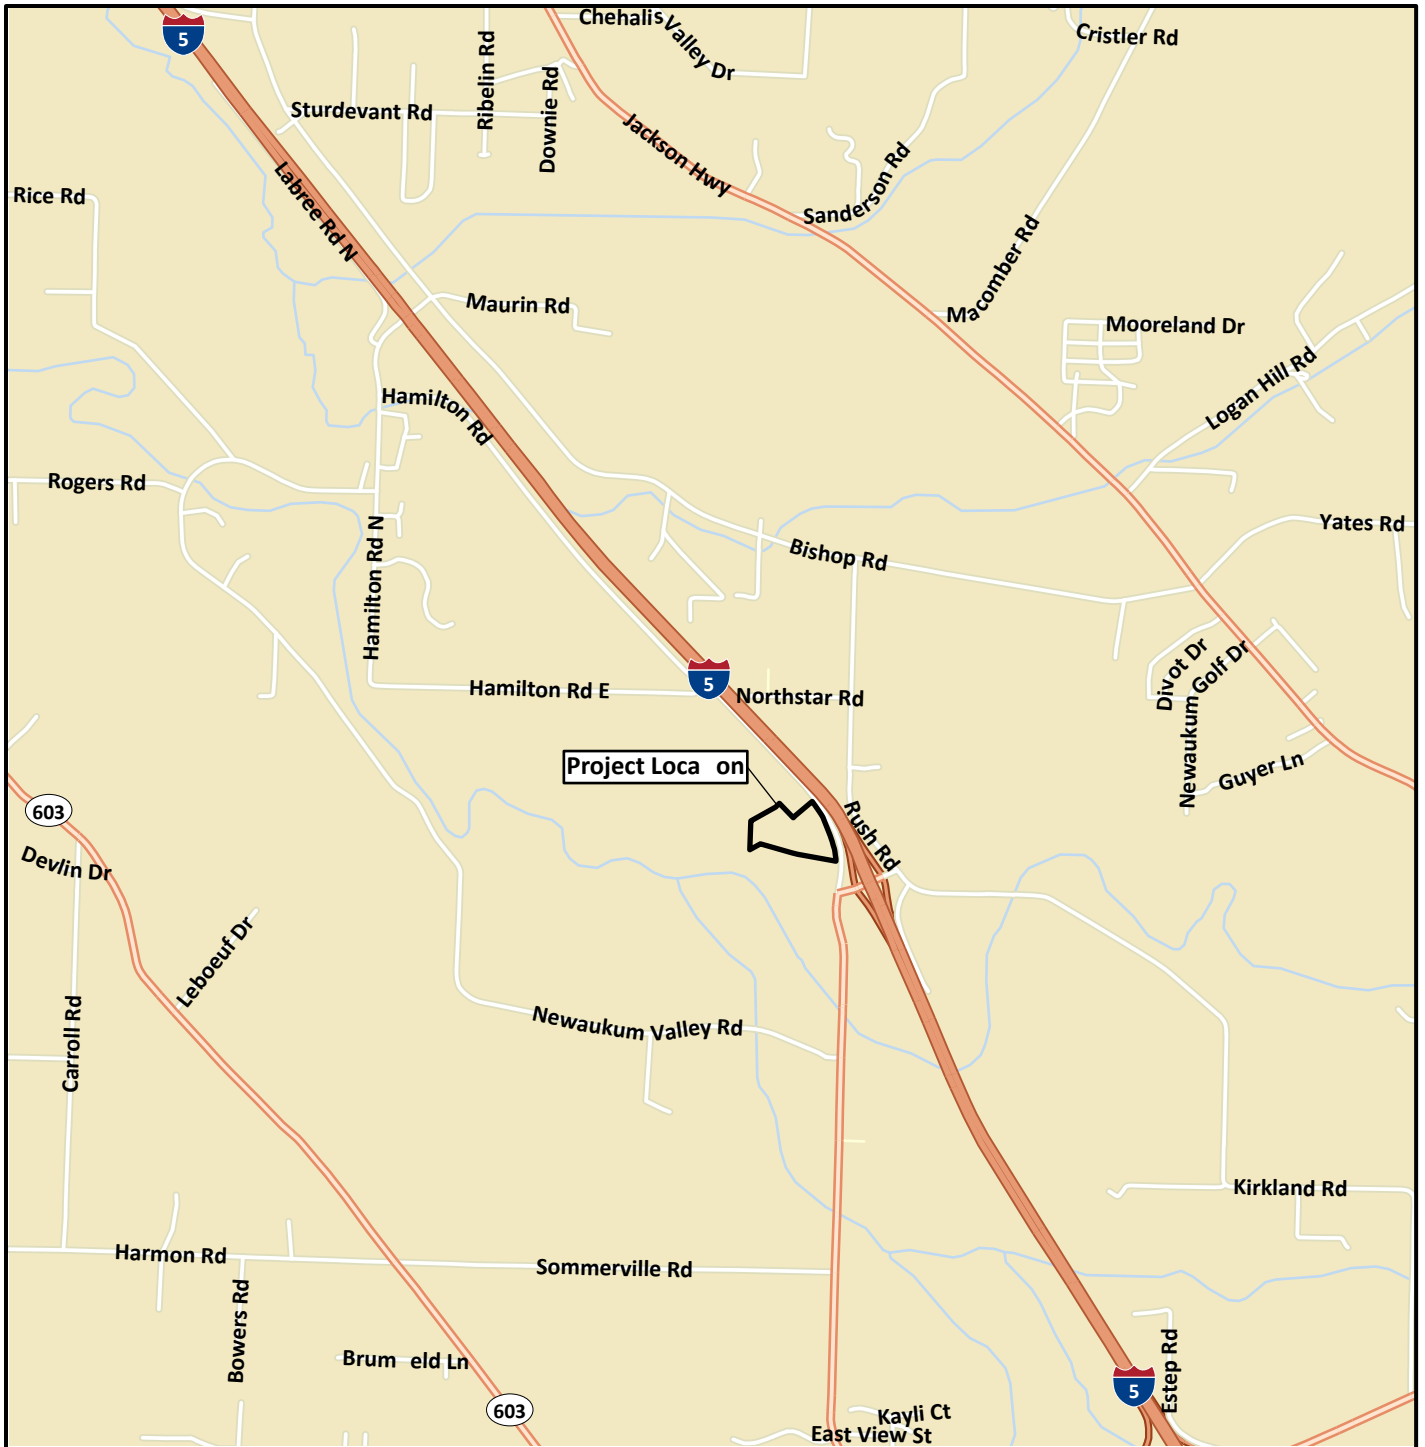 Chehalis Valley Dr
Cristler Rd
5
Ribelin Rd
Downie Rd
Sturdevant Rd
Jackson Hwy
Sanderson Rd
Labree Rd N
Rice Rd
Macomber Rd
Maurin Rd
Mooreland Dr
Logan Hill Rd
Hamilton Rd
Rogers Rd
Yates Rd
Hamilton Rd N
Bishop Rd
Divot Dr
Newaukum Golf Dr
5
Hamilton Rd E
Northstar Rd
Project Loca on
Guyer Ln
603
Rush Rd
Devlin Dr
Leboeuf Dr
Carroll Rd
Newaukum Valley Rd
Kirkland Rd
Harmon Rd
Sommerville Rd
Bowers Rd
Brum eld Ln
Estep Rd
5
603
Kayli Ct
East View St